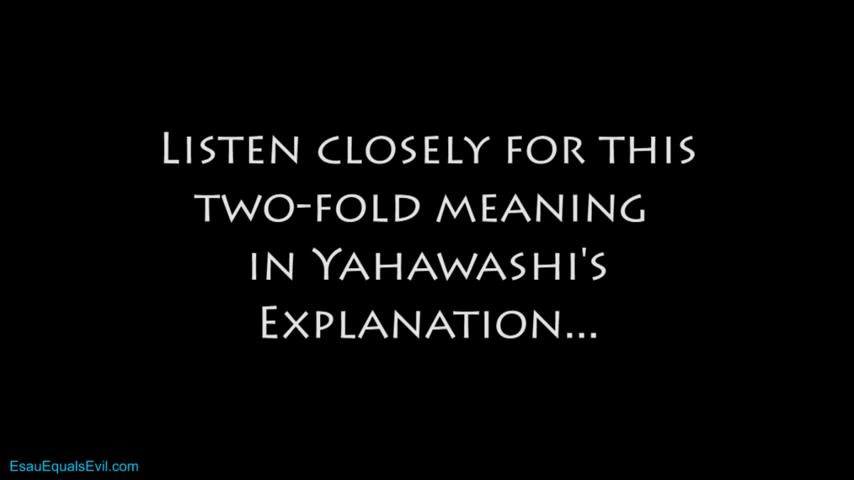 Listen closely for this
two-fold meaning
in Yahawashi's
Explanation...
EsauEqualsEvil.com